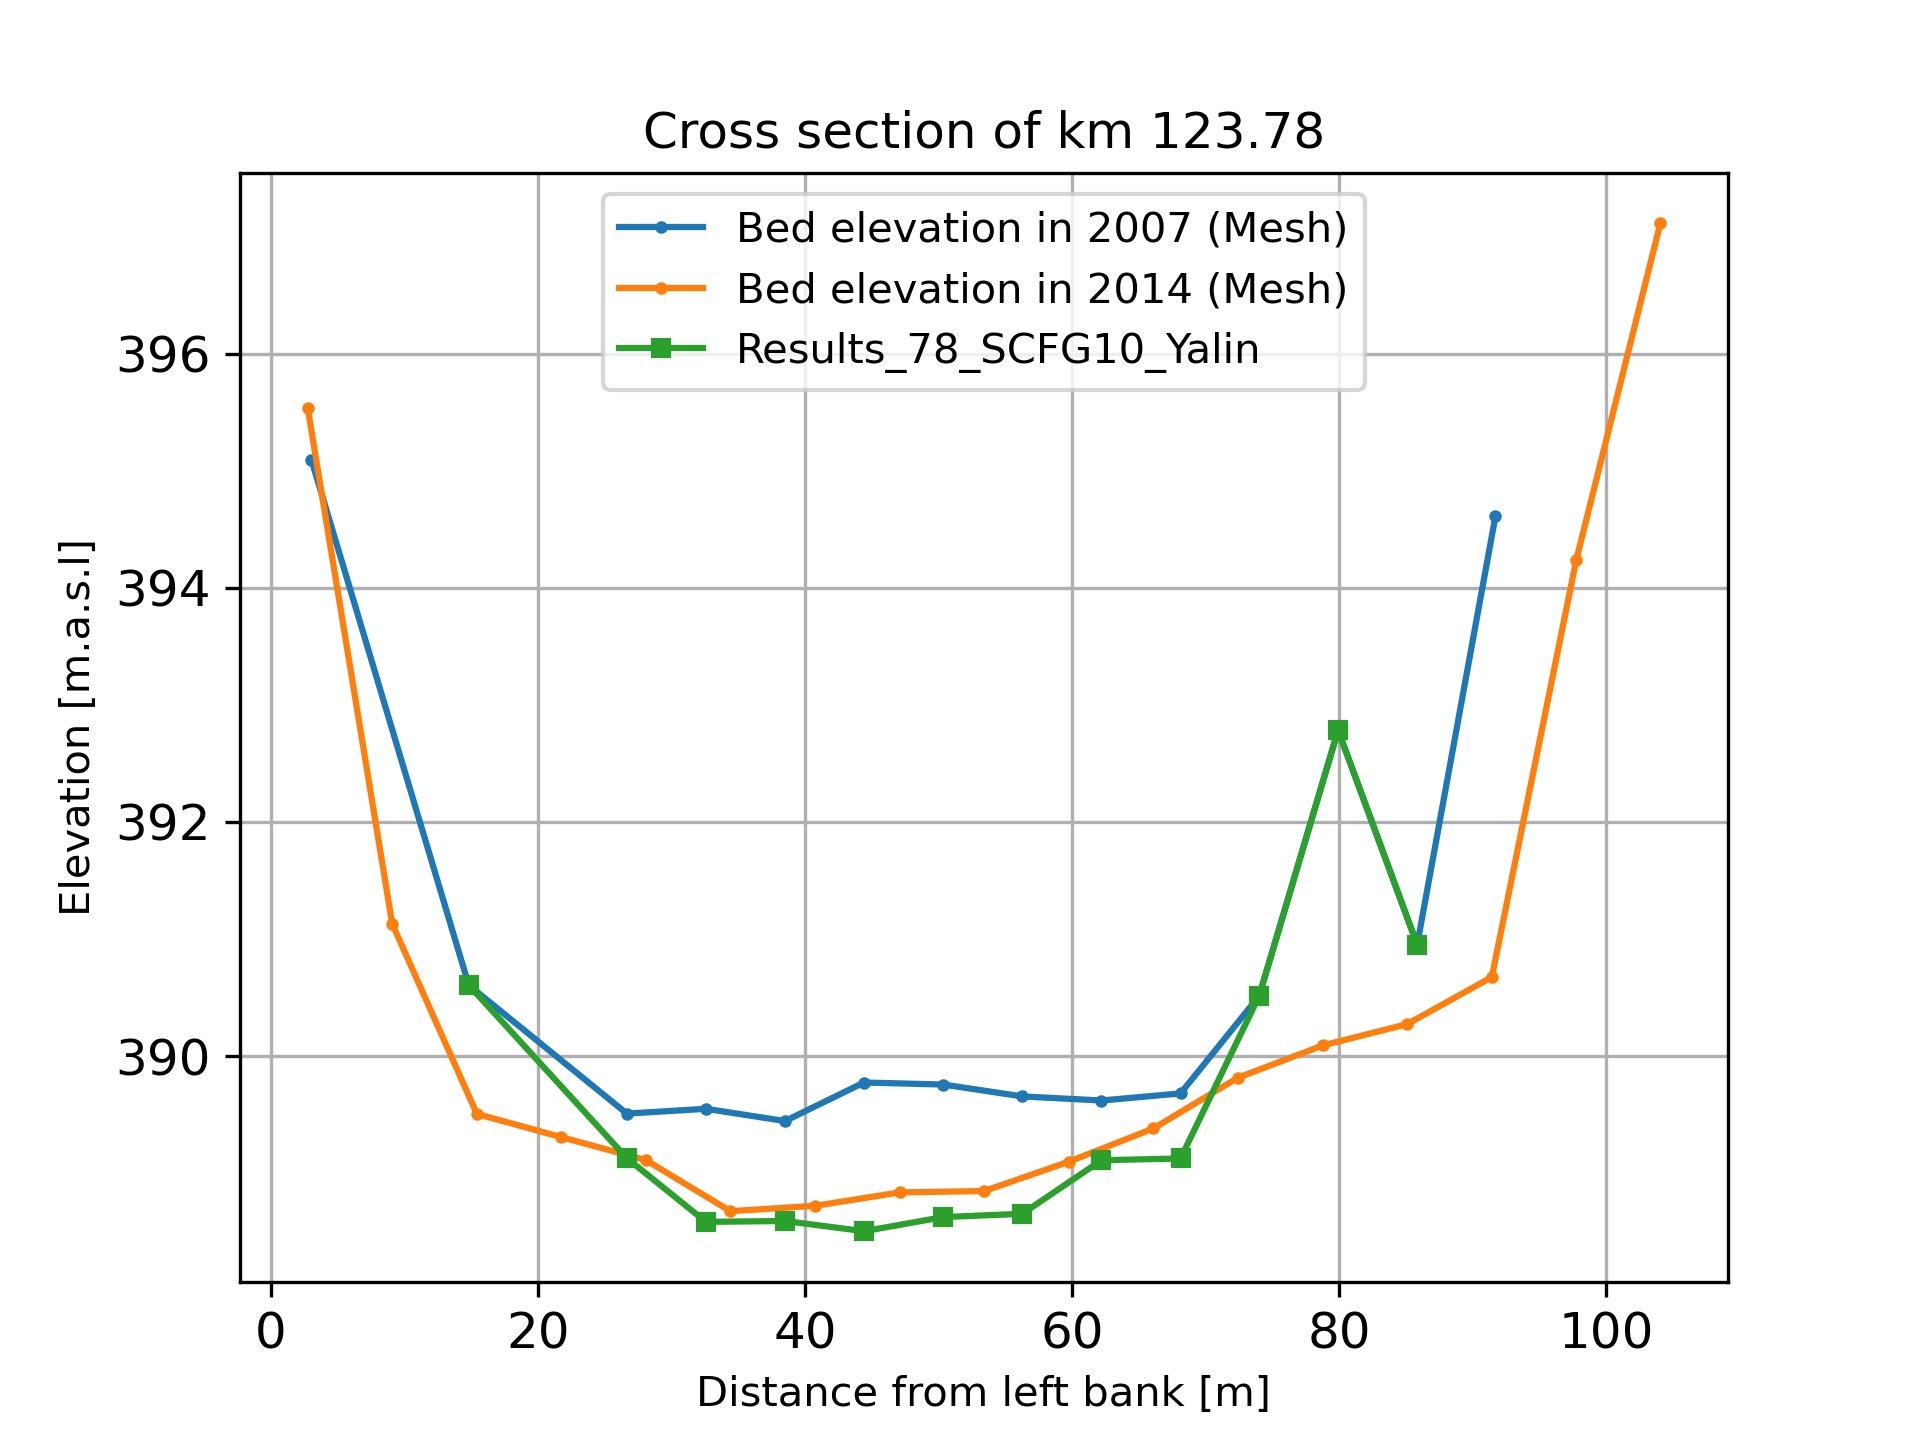 Cross section of km 123.78
Bed elevation in 2007 (Mesh)
Bed elevation in 2014 (Mesh)
Results_78_SCFG10_Yalin
396
394
392
390
Elevation [m.a.s.l]
0 20 40 60 80 100
Distance from left bank [m]